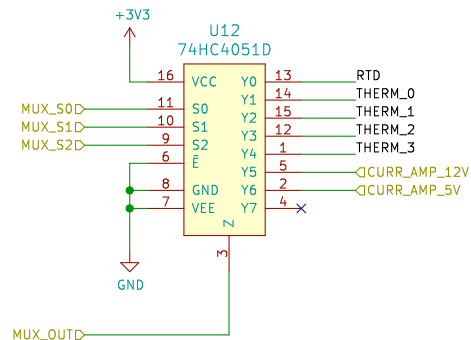 +3V3
U12
74HC4051D
16 VCC Y0 13 RTD
MUX_S0 11 S0 Y1 14 THERM_0
MUX_S1 10 S1 Y2 15 THERM_1
MUX_S2 9 S2 Y3 12 THERM_2
6 E Y4 1 THERM_3
Y5 5 CURR_AMP_12V
8 GND Y6 2 CURR_AMP_5V
7 VEE Y7 4
Z
3
GND
MUX_OUT